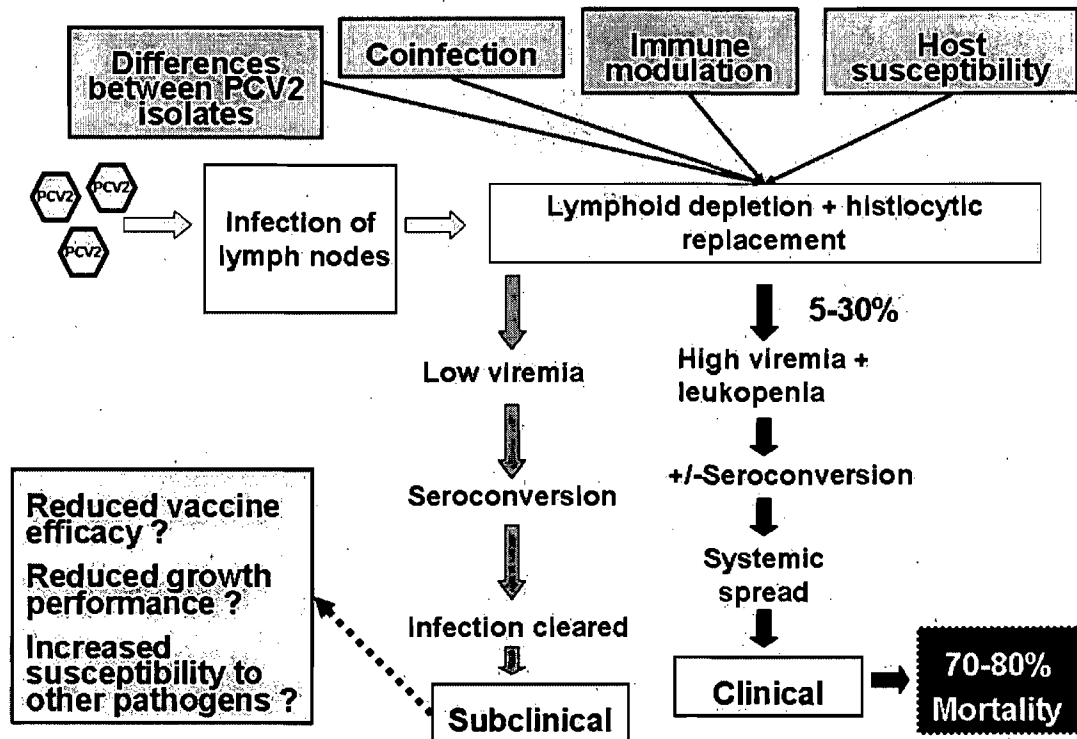 Differences
between PCV2
isolates
Coinfection
Immune
modulation
Host
susceptibility
PCV2
PCV2
PCV2
Infection of
lymph nodes
Lymphoid depletion + histiocytic
replacement
5-30%
Low viremia
High viremia +
leukopenia
Seroconversion
+/-Seroconversion
Systemic
spread
Infection cleared
Subclinical
Clinical
70-80%
Mortality
Reduced vaccine
efficacy ?
Reduced growth
performance ?
Increased
susceptibility to
other pathogens ?